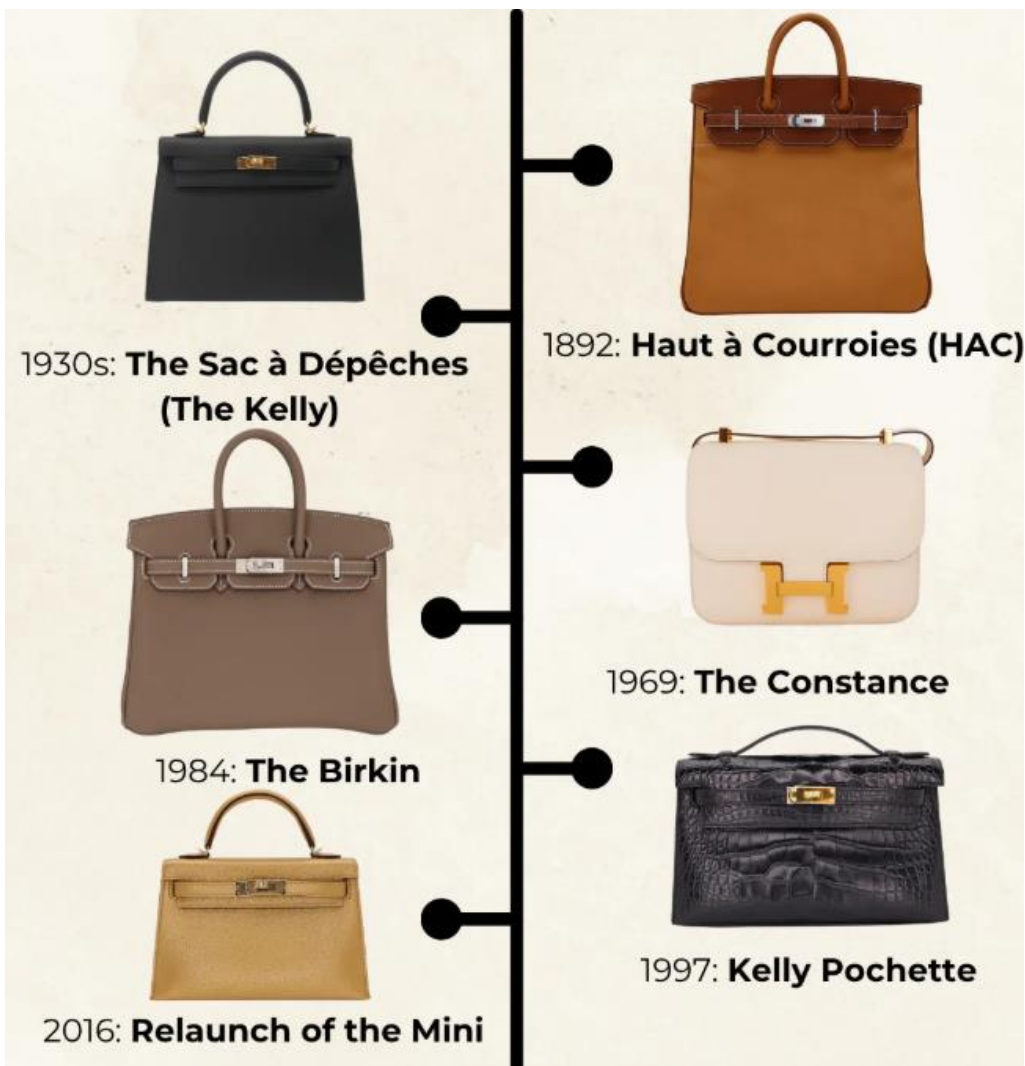 1892: Haut à Courroies (HAC)
1930s: The Sac à Dépêches
(The Kelly)
1969: The Constance
1984: The Birkin
1997: Kelly Pochette
2016: Relaunch of the Mini